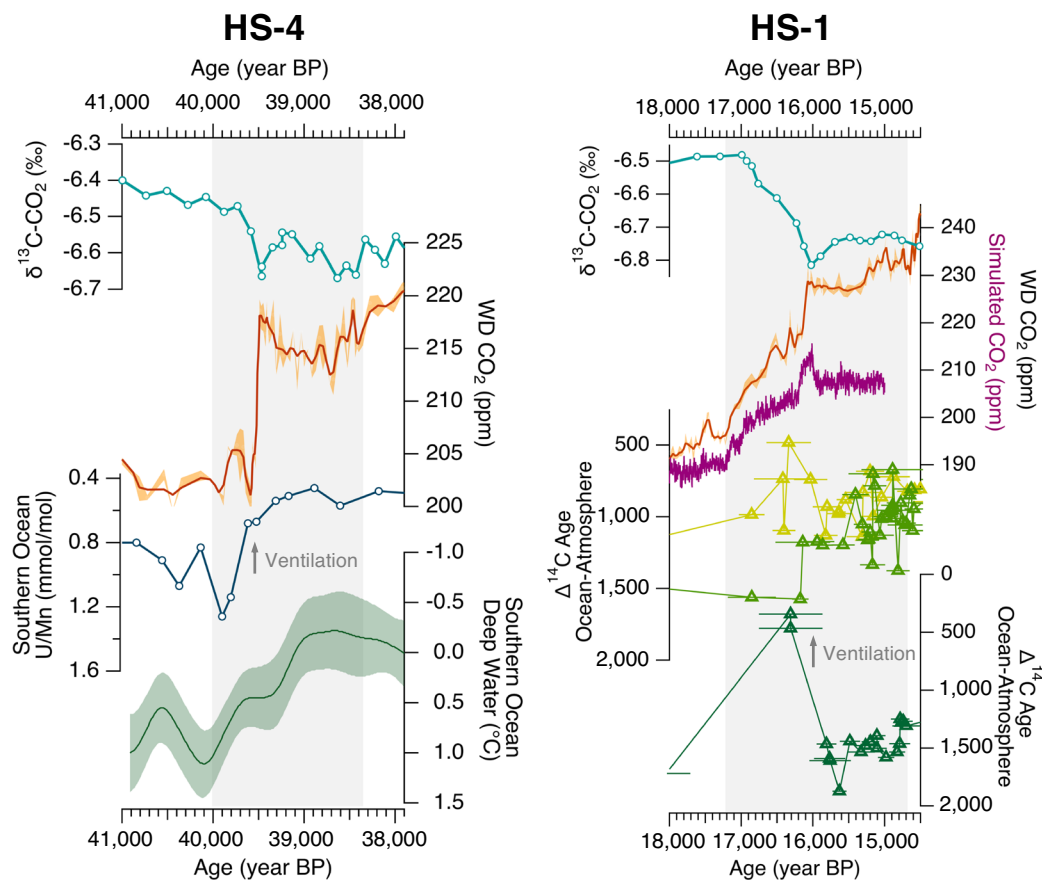 HS-4
Age (year BP)
41,000 40,000 39,000 38,000
δ13C-CO2 (‰)
-6.3
-6.4
-6.5
-6.6
-6.7
WD CO2 (ppm)
225
220
215
210
205
200
Southern Ocean
U/Mn (mmol/mol)
0.4
0.8
1.2
1.6
Ventilation
Southern Ocean
Deep Water (°C)
-1.0
-0.5
0.0
0.5
1.0
1.5
41,000 40,000 39,000 38,000
Age (year BP)
HS-1
Age (year BP)
18,000 17,000 16,000 15,000
δ13C-CO2 (‰)
-6.5
-6.6
-6.7
-6.8
WD CO2 (ppm)
Simulated CO2 (ppm)
240
230
220
210
200
190
Δ14C Age
Ocean-Atmosphere
500
1,000
1,500
2,000
Ventilation
Δ14C Age
Ocean-Atmosphere
0
500
1,000
1,500
2,000
18,000 17,000 16,000 15,000
Age (year BP)